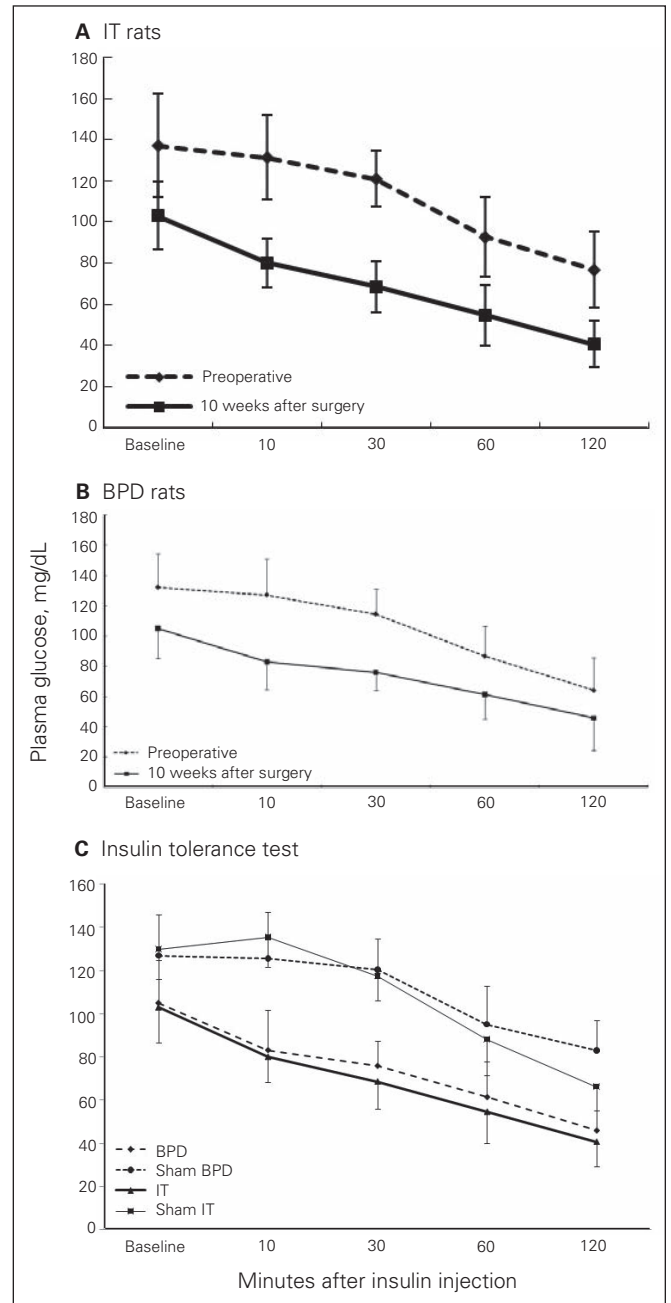 A IT rats
180
160
140
120
100
80
60
40
20
0
Preoperative
10 weeks after surgery
Baseline 10 30 60 120
B BPD rats
180
160
140
120
100
80
60
40
20
0
Preoperative
10 weeks after surgery
Baseline 10 30 60 120
Plasma glucose, mg/dL
C Insulin tolerance test
160
140
120
100
80
60
40
20
0
BPD
Sham BPD
IT
Sham IT
Baseline 10 30 60 120
Minutes after insulin injection